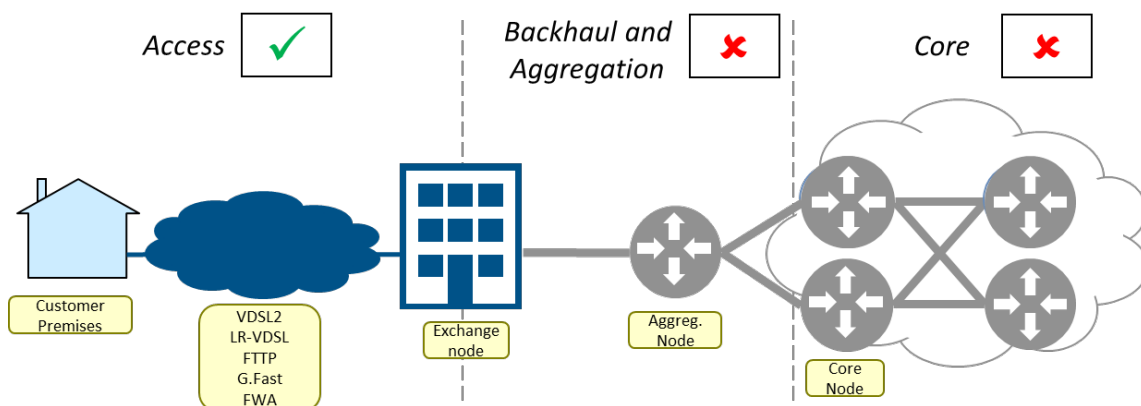 Access
Backhaul and
Aggregation
Core
Customer
Premises
VDSL2
LR-VDSL
FTTP
G.Fast
FWA
Exchange
node
Aggreg.
Node
Core
Node